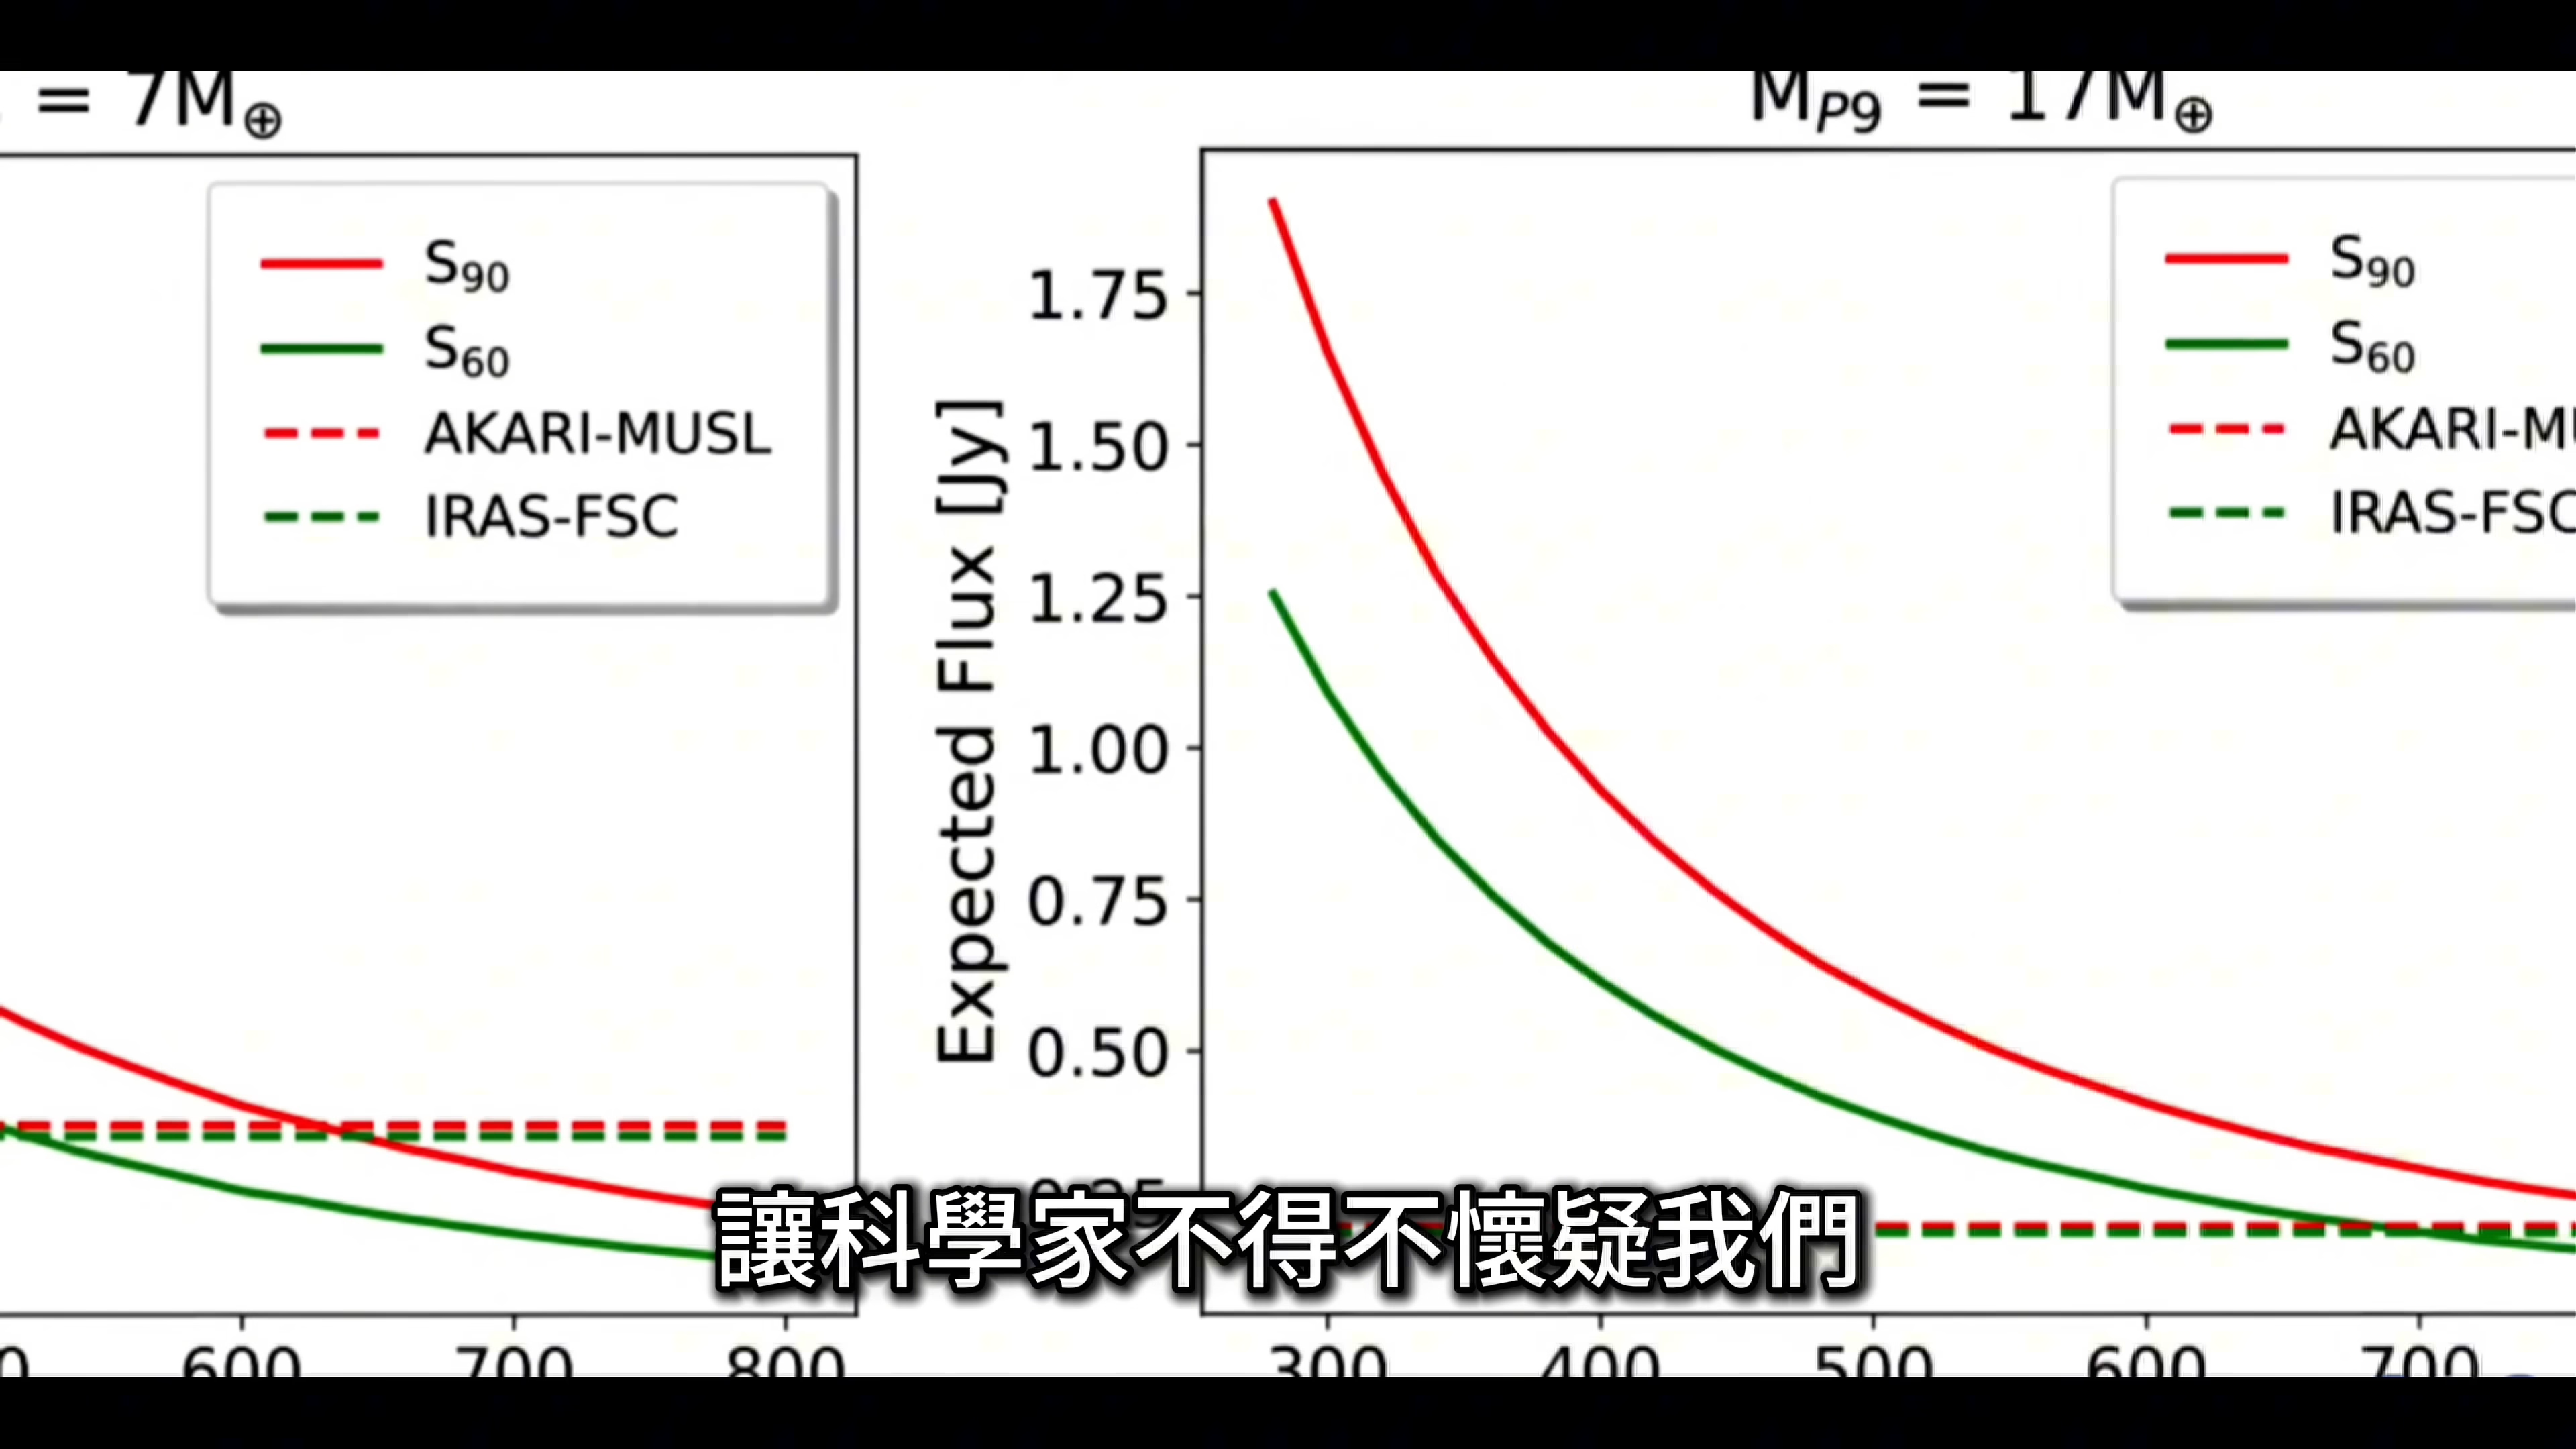 = 7M⊕
S90
S60
AKARI-MUSL
IRAS-FSC
600
700
800
MP9 = 17M⊕
Expected Flux [Jy]
1.75
1.50
1.25
1.00
0.75
0.50
S90
S60
AKARI-MU
IRAS-FSC
300
400
500
600
700
讓科學家不得不懷疑我們